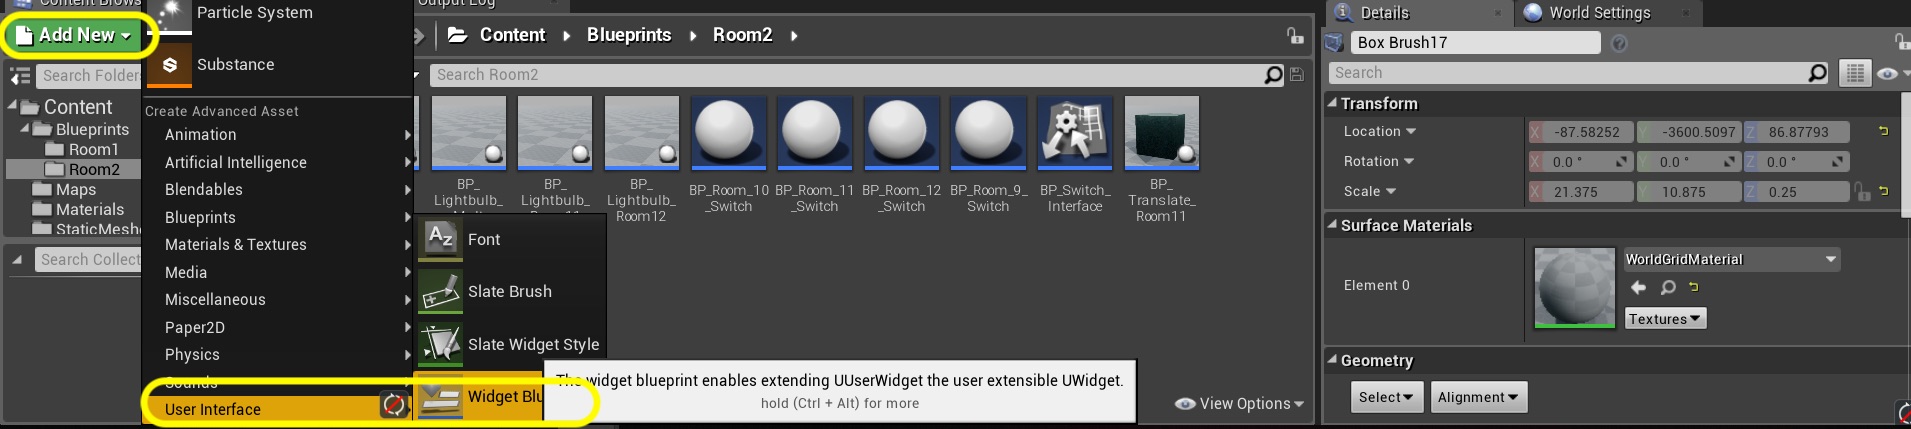 Content Brows
Output Log
Add New
Search Folders
Content
Blueprints
Room1
Room2
Maps
Materials
StaticMeshe
Search Collect
Particle System
Substance
Create Advanced Asset
Animation
Artificial Intelligence
Blendables
Blueprints
Materials & Textures
Media
Miscellaneous
Paper2D
Physics
Sounds
User Interface
Font
Slate Brush
Slate Widget Style
Widget Blu
The widget blueprint enables extending UUserWidget the user extensible UWidget.
hold (Ctrl + Alt) for more
Content Blueprints Room2
Search Room2
BP_
Lightbulb_
BP_
Lightbulb_
BP_
Lightbulb_
Room12
BP_Room_10
_Switch
BP_Room_11
_Switch
BP_Room_12
_Switch
BP_Room_9_
Switch
BP_Switch_
Interface
BP_
Translate_
Room11
View Options
Details
World Settings
Box Brush17
Search
Transform
Location X -87.58252 Y -3600.5097 Z 86.87793
Rotation X 0.0 ° Y 0.0 ° Z 0.0 °
Scale X 21.375 Y 10.875 Z 0.25
Surface Materials
Element 0
WorldGridMaterial
Textures
Geometry
Select
Alignment